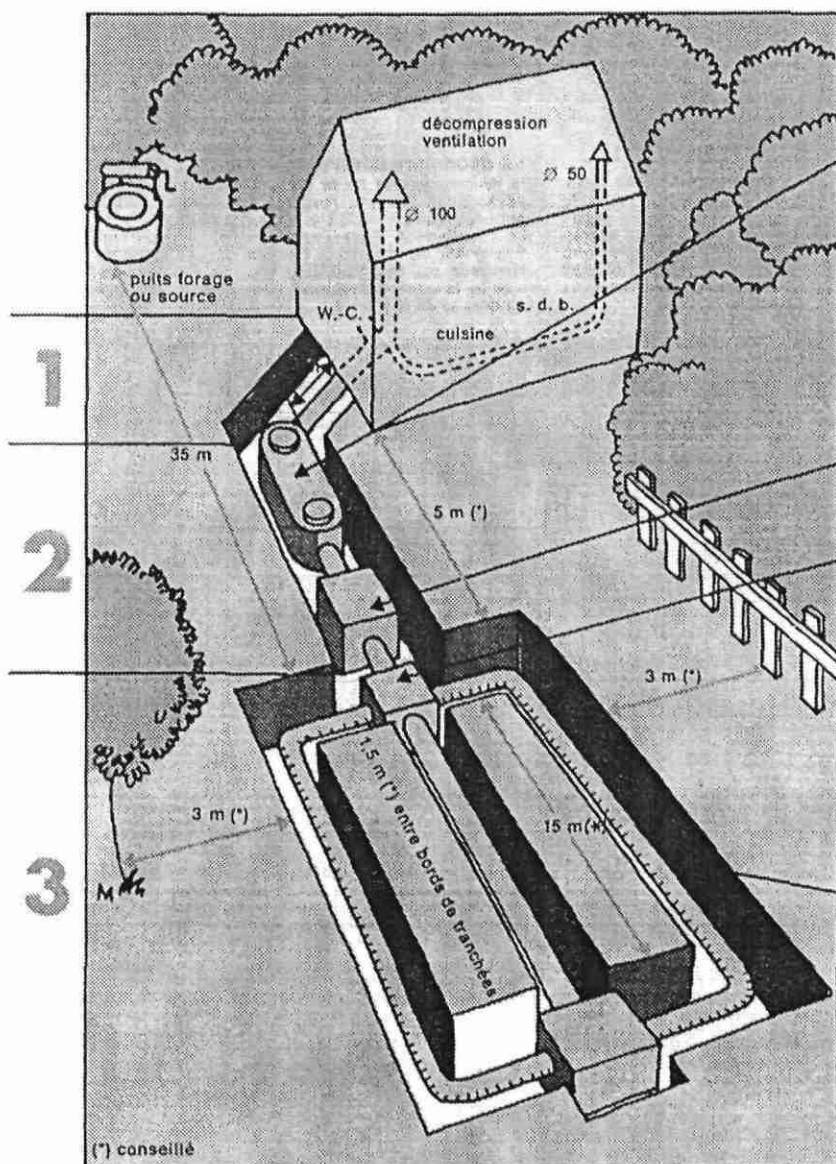 décompression
ventilation
Ø 50
Ø 100
puits forage
ou source
W.-C.
s. d. b.
cuisine
1
35 m
5 m (*)
2
3 m (*)
1,5 m (*) entre bords de tranchées
15 m (*)
3 m (*)
3
M
(*) conseillé